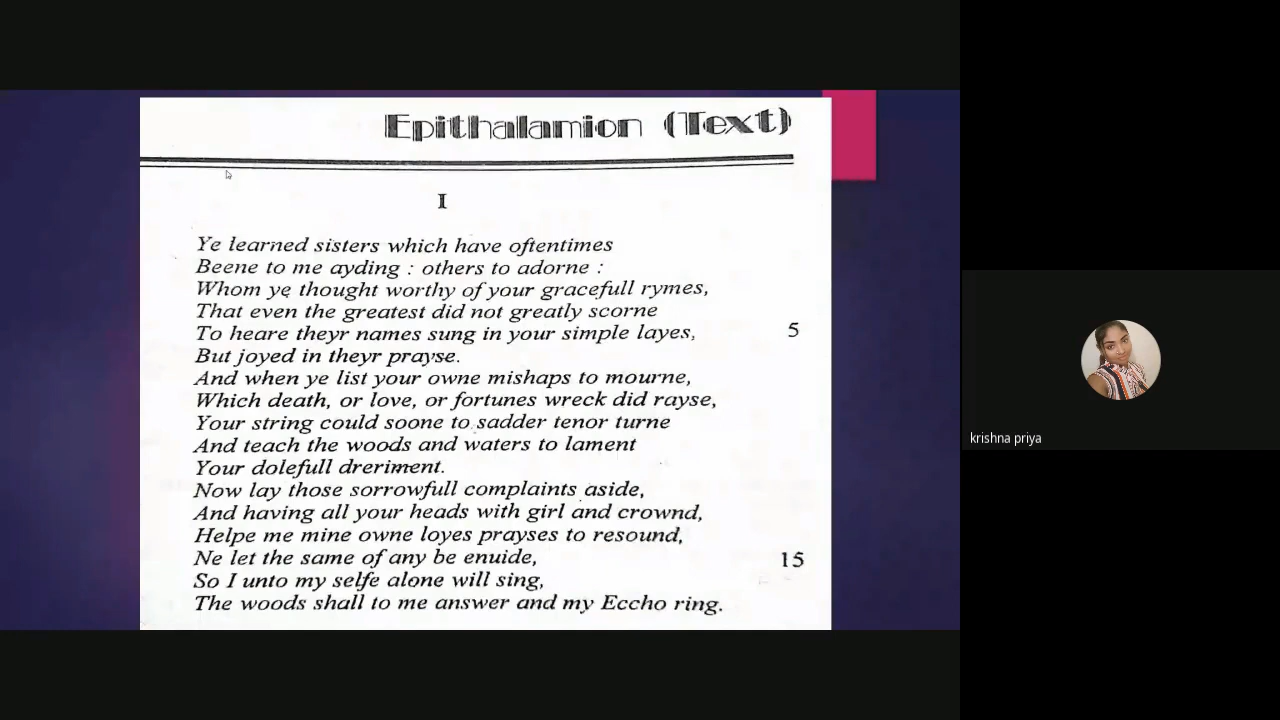 Epithalamion (Text)
I
Ye learned sisters which have oftentimes
Beene to me ayding : others to adorne :
Whom ye thought worthy of your gracefull rymes,
That even the greatest did not greatly scorne
To heare theyr names sung in your simple layes, 5
But joyed in theyr prayse.
And when ye list your owne mishaps to mourne,
Which death, or love, or fortunes wreck did rayse,
Your string could soone to sadder tenor turne
And teach the woods and waters to lament
Your dolefull dreriment.
Now lay those sorrowfull complaints aside,
And having all your heads with girl and crownd,
Helpe me mine owne loyes prayses to resound,
Ne let the same of any be enuide, 15
So I unto my selfe alone will sing,
The woods shall to me answer and my Eccho ring.
krishna priya